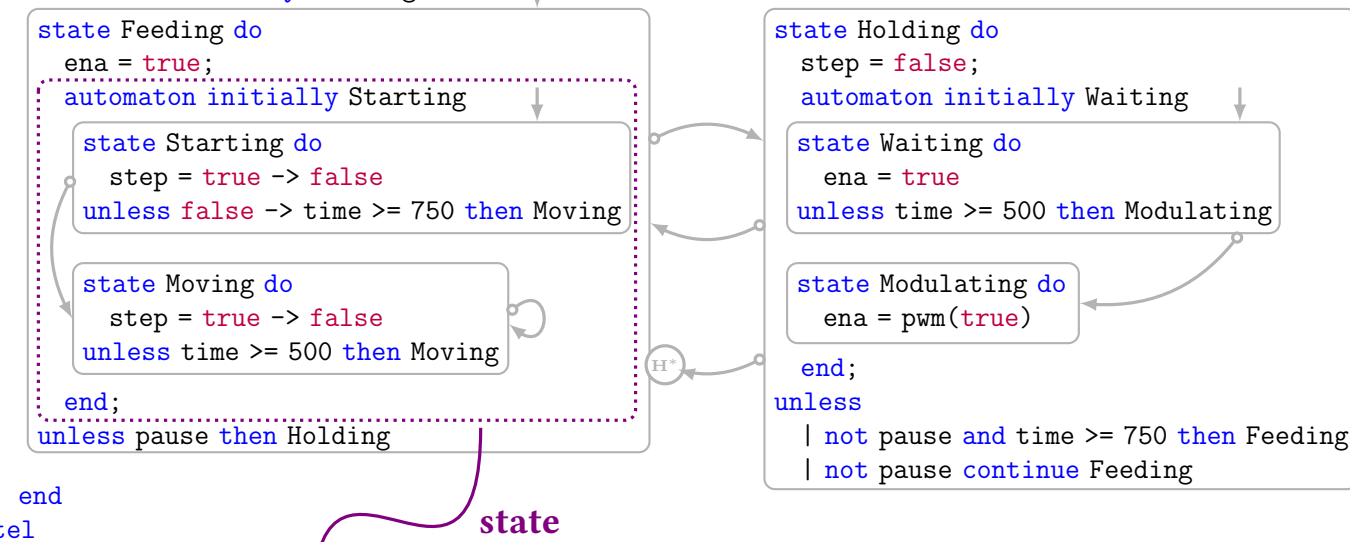 state Feeding do
ena = true;
automaton initially Starting
state Starting do
step = true -> false
unless false -> time >= 750 then Moving
state Moving do
step = true -> false
unless time >= 500 then Moving
end;
unless pause then Holding
end
tel
state
H*
state Holding do
step = false;
automaton initially Waiting
state Waiting do
ena = true
unless time >= 500 then Modulating
state Modulating do
ena = pwm(true)
end;
unless
| not pause and time >= 750 then Feeding
| not pause continue Feeding